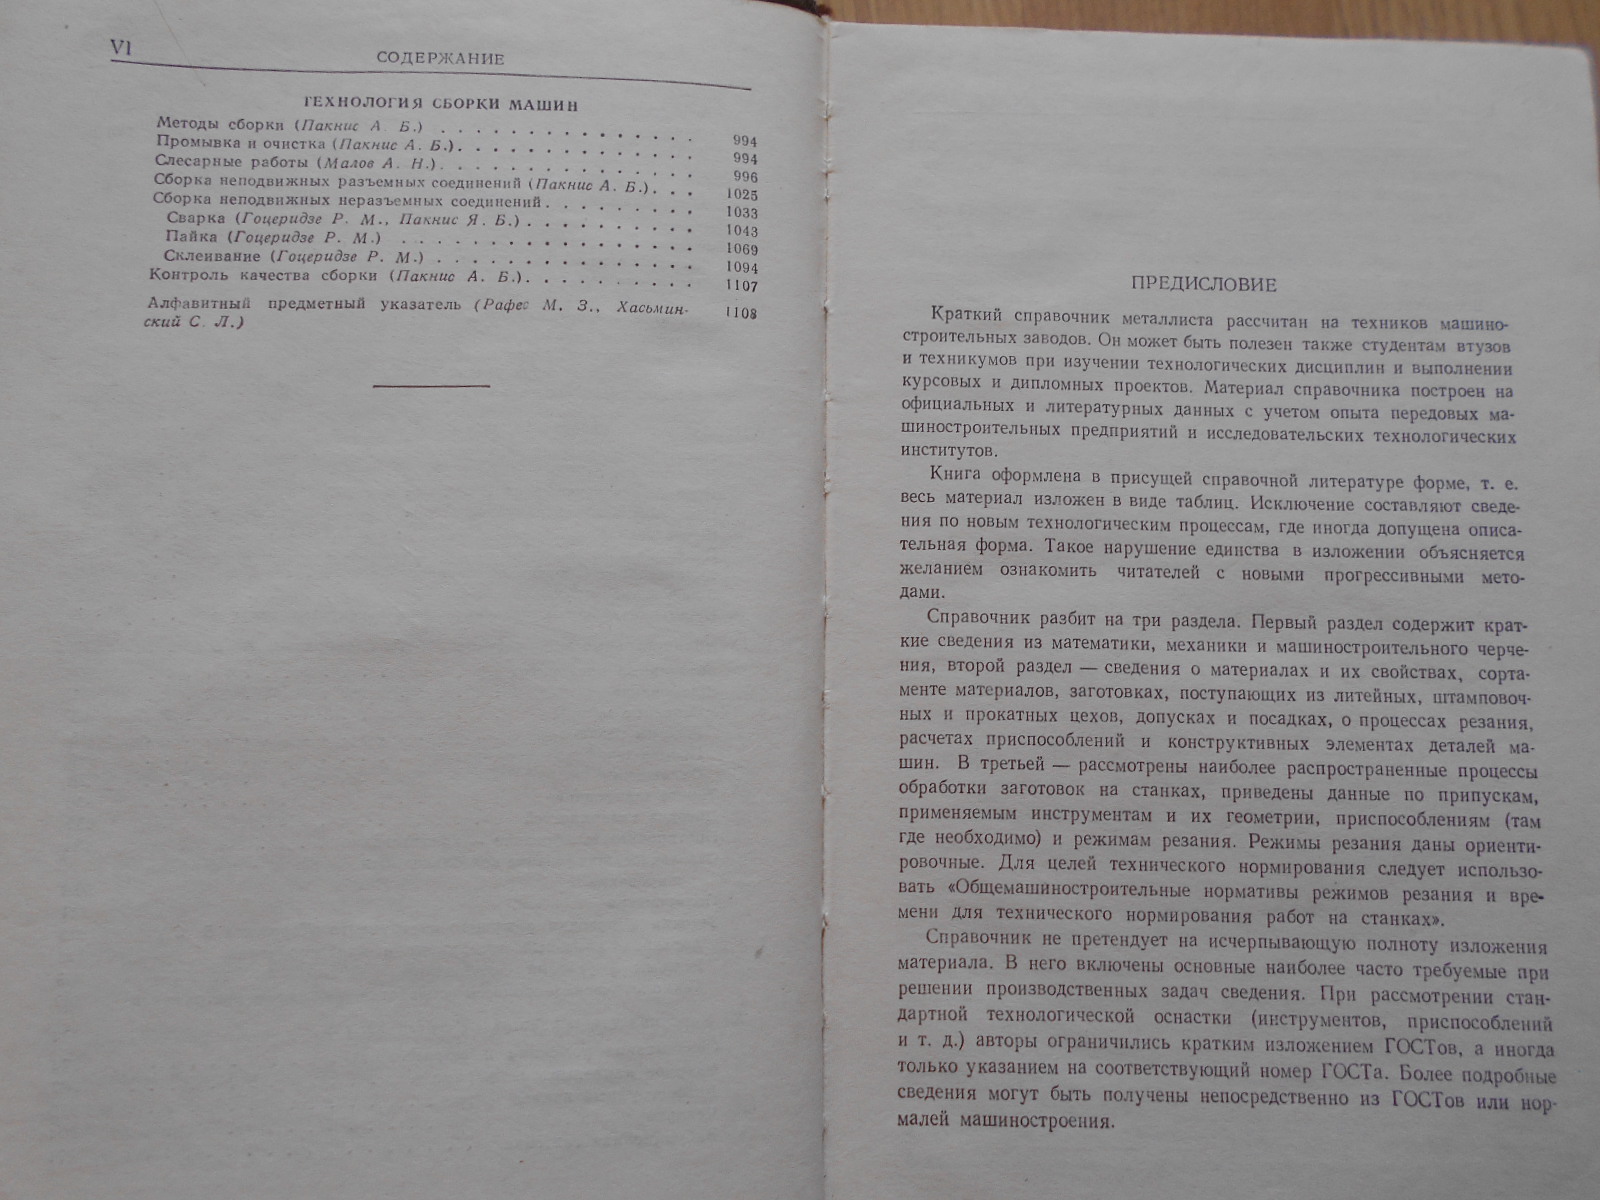 VI
СОДЕРЖАНИЕ
ТЕХНОЛОГИЯ СБОРКИ МАШИН
Методы сборки (Пакнис А. Б.) . . . . . . . . . . . . . . . 994
Промывка и очистка (Пакнис А. Б.) . . . . . . . . . . . . . . 994
Слесарные работы (Малов А. Н.) . . . . . . . . . . . . . . . 996
Сборка неподвижных разъемных соединений (Пакнис А. Б.) . . . 1025
Сборка неподвижных неразъемных соединений . . . . . . . . . 1033
Сварка (Гоцеридзе Р. М., Пакнис Я. Б.) . . . . . . . . . . 1043
Пайка (Гоцеридзе Р. М.) . . . . . . . . . . . . . . . . . 1069
Склеивание (Гоцеридзе Р. М.) . . . . . . . . . . . . . . . 1094
Контроль качества сборки (Пакнис А. Б.) . . . . . . . . . . 1107
Алфавитный предметный указатель (Рафес М. З., Хасьмин-
ский С. Л.) 1108
ПРЕДИСЛОВИЕ
Краткий справочник металлиста рассчитан на техников машино-
строительных заводов. Он может быть полезен также студентам втузов
и техникумов при изучении технологических дисциплин и выполнении
курсовых и дипломных проектов. Материал справочника построен на
официальных и литературных данных с учетом опыта передовых ма-
шиностроительных предприятий и исследовательских технологических
институтов.
Книга оформлена в присущей справочной литературе форме, т. е.
весь материал изложен в виде таблиц. Исключение составляют сведе-
ния по новым технологическим процессам, где иногда допущена описа-
тельная форма. Такое нарушение единства в изложении объясняется
желанием ознакомить читателей с новыми прогрессивными мето-
дами.
Справочник разбит на три раздела. Первый раздел содержит крат-
кие сведения из математики, механики и машиностроительного черче-
ния, второй раздел — сведения о материалах и их свойствах, сорта-
менте материалов, заготовках, поступающих из литейных, штамповоч-
ных и прокатных цехов, допусках и посадках, о процессах резания,
расчетах приспособлений и конструктивных элементах деталей ма-
шин. В третьей — рассмотрены наиболее распространенные процессы
обработки заготовок на станках, приведены данные по припускам,
применяемым инструментам и их геометрии, приспособлениям (там
где необходимо) и режимам резания. Режимы резания даны ориенти-
ровочные. Для целей технического нормирования следует использо-
вать «Общемашиностроительные нормативы режимов резания и вре-
мени для технического нормирования работ на станках».
Справочник не претендует на исчерпывающую полноту изложения
материала. В него включены основные наиболее часто требуемые при
решении производственных задач сведения. При рассмотрении стан-
дартной технологической оснастки (инструментов, приспособлений
и т. д.) авторы ограничились кратким изложением ГОСТов, а иногда
только указанием на соответствующий номер ГОСТа. Более подробные
сведения могут быть получены непосредственно из ГОСТов или нор-
малей машиностроения.